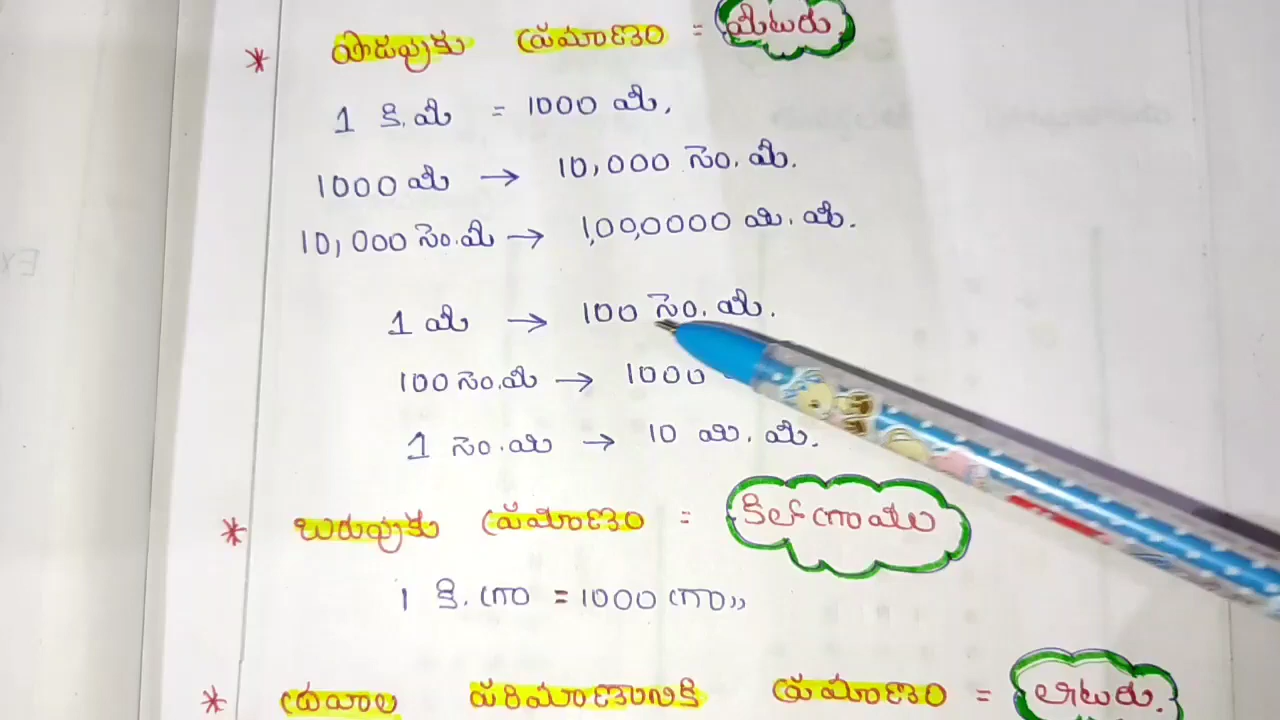 * పొడవుకు ప్రమాణం = మీటరు
1 కి.మీ = 1000 మీ.
1000 మీ → 10,000 సెం.మీ.
10,000 సెం.మీ → 1,00,0000 మి.మీ.
1 మీ → 100 సెం.మీ.
100 సెం.మీ → 1000
1 సెం.మీ → 10 మి.మీ.
* బరువుకు ప్రమాణం = కిలోగ్రాములు
1 కి.గ్రా = 1000 గ్రా,,
* ద్రవాల పరిమాణానికి ప్రమాణం = లీటరు.